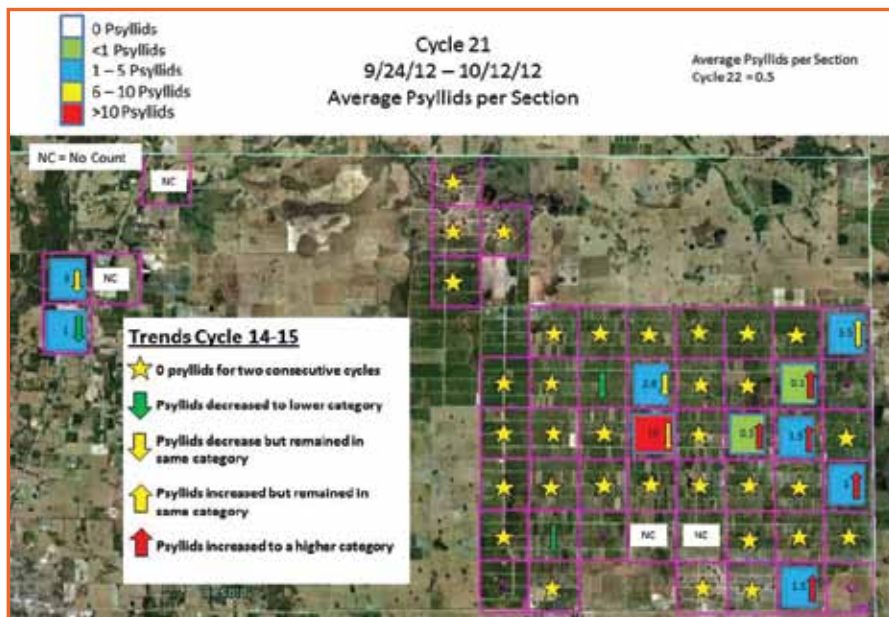 0 Psyllids
<1 Psyllids
1 – 5 Psyllids
6 – 10 Psyllids
>10 Psyllids
Cycle 21
9/24/12 – 10/12/12
Average Psyllids per Section
Average Psyllids per Section
Cycle 22 = 0.5
NC = No Count
NC
NC
1
Trends Cycle 14-15
0 psyllids for two consecutive cycles
Psyllids decreased to lower category
Psyllids decrease but remained in
same category
Psyllids increased but remained in
same category
Psyllids increased to a higher category
NC
NC